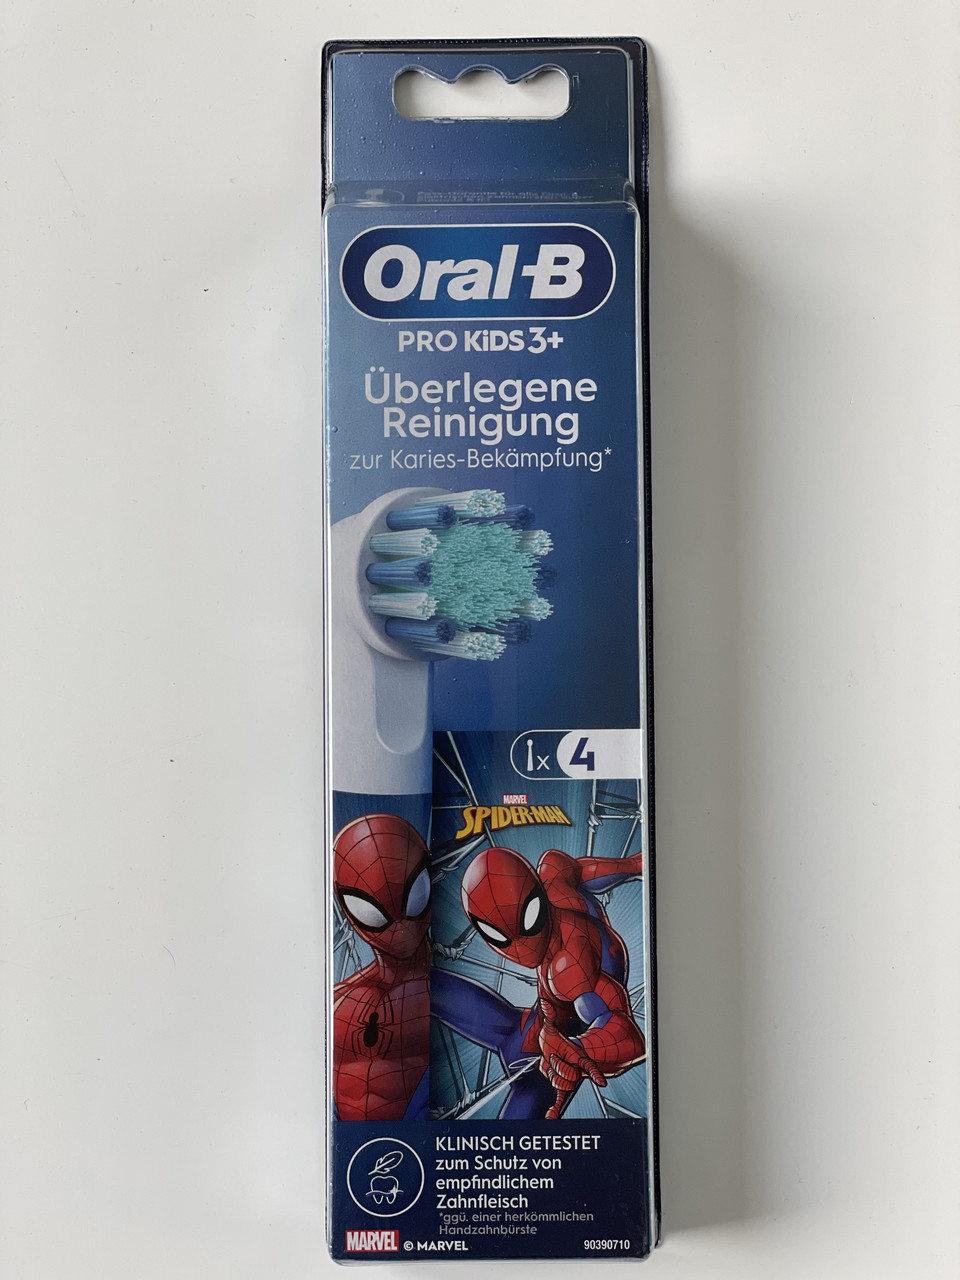 Oral-B
PRO KiDS 3+
Überlegene
Reinigung
zur Karies-Bekämpfung*
x 4
MARVEL
SPIDER-MAN
KLINISCH GETESTET
zum Schutz von
empfindlichem
Zahnfleisch
*ggü. einer herkömmlichen
Handzahnbürste
MARVEL © MARVEL
90390710